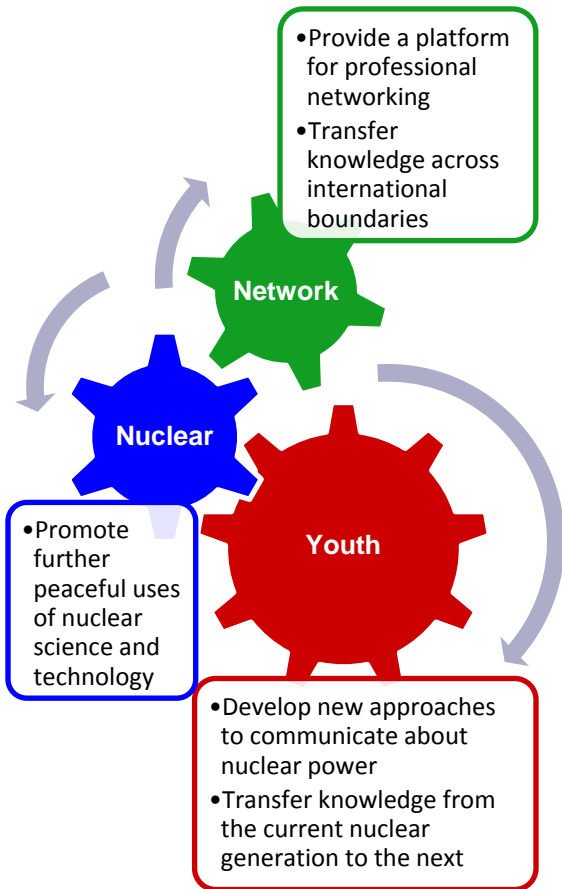 •Provide a platform
for professional
networking
•Transfer
knowledge across
international
boundaries
Network
Nuclear
•Promote
further
peaceful uses
of nuclear
science and
technology
Youth
•Develop new approaches
to communicate about
nuclear power
•Transfer knowledge from
the current nuclear
generation to the next